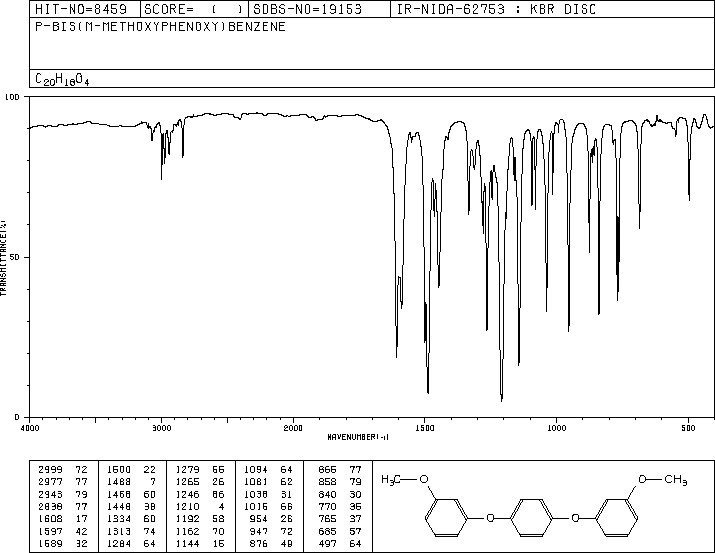 HIT-NO=8459 SCORE= ( ) SDBS-NO=19153 IR-NIDA-62753 : KBR DISC
P-BIS(M-METHOXYPHENOXY)BENZENE
C20H18O4
100
50
0
TRANSMITTANCE(%)
4000 3000 2000 1500 1000 500
WAVENUMBER(-1)
2999 72 1500 22 1279 55 1094 64 866 77
2977 77 1488 7 1265 26 1081 62 858 79
2943 79 1468 60 1246 66 1038 31 840 30
2838 77 1448 38 1210 4 1016 66 770 35
1608 17 1334 60 1192 58 954 26 765 37
1597 42 1313 74 1162 70 947 72 685 57
1589 32 1284 64 1144 15 876 49 497 64
H3C O O O O CH3